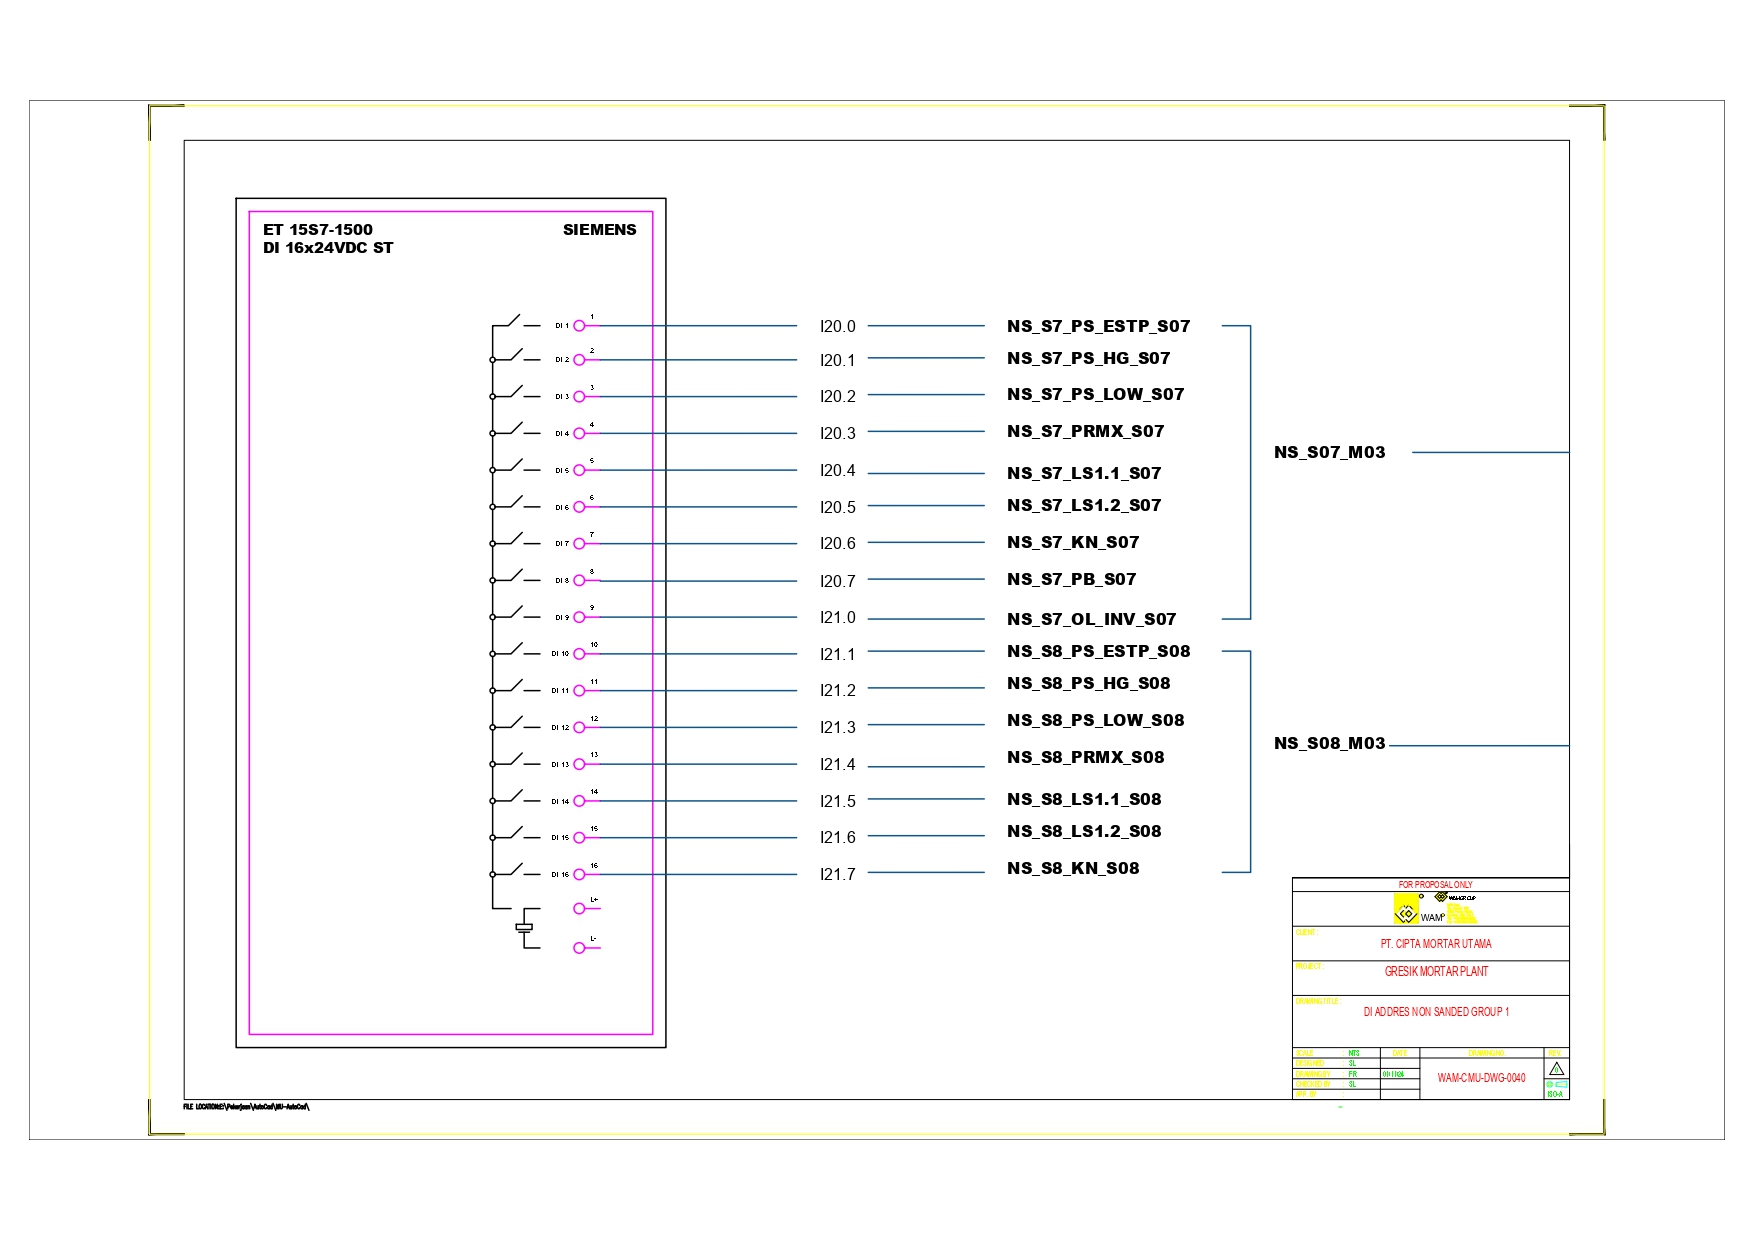 ET 15S7-1500 SIEMENS
DI 16x24VDC ST
DI 1 1 I20.0 NS_S7_PS_ESTP_S07
DI 2 2 I20.1 NS_S7_PS_HG_S07
DI 3 3 I20.2 NS_S7_PS_LOW_S07
DI 4 4 I20.3 NS_S7_PRMX_S07
NS_S07_M03
DI 5 5 I20.4 NS_S7_LS1.1_S07
DI 6 6 I20.5 NS_S7_LS1.2_S07
DI 7 7 I20.6 NS_S7_KN_S07
DI 8 8 I20.7 NS_S7_PB_S07
DI 9 9 I21.0 NS_S7_OL_INV_S07
DI 10 10 I21.1 NS_S8_PS_ESTP_S08
DI 11 11 I21.2 NS_S8_PS_HG_S08
DI 12 12 I21.3 NS_S8_PS_LOW_S08
NS_S08_M03
DI 13 13 I21.4 NS_S8_PRMX_S08
DI 14 14 I21.5 NS_S8_LS1.1_S08
DI 15 15 I21.6 NS_S8_LS1.2_S08
DI 16 16 I21.7 NS_S8_KN_S08
L+
L-
FOR PROPOSAL ONLY
WAM
CLIENT :
PT. CIPTA MORTAR UTAMA
PROJECT :
GRESIK MORTAR PLANT
DRAWING TITLE :
DI ADDRES NON SANDED GROUP 1
SCALE : NTS DATE DRAWING NO. REV.
DESIGNED : SL
DRAWING BY : FR
CHECKED BY : SL
WAM-CMU-DWG-0040
APP. BY :
ISO-A